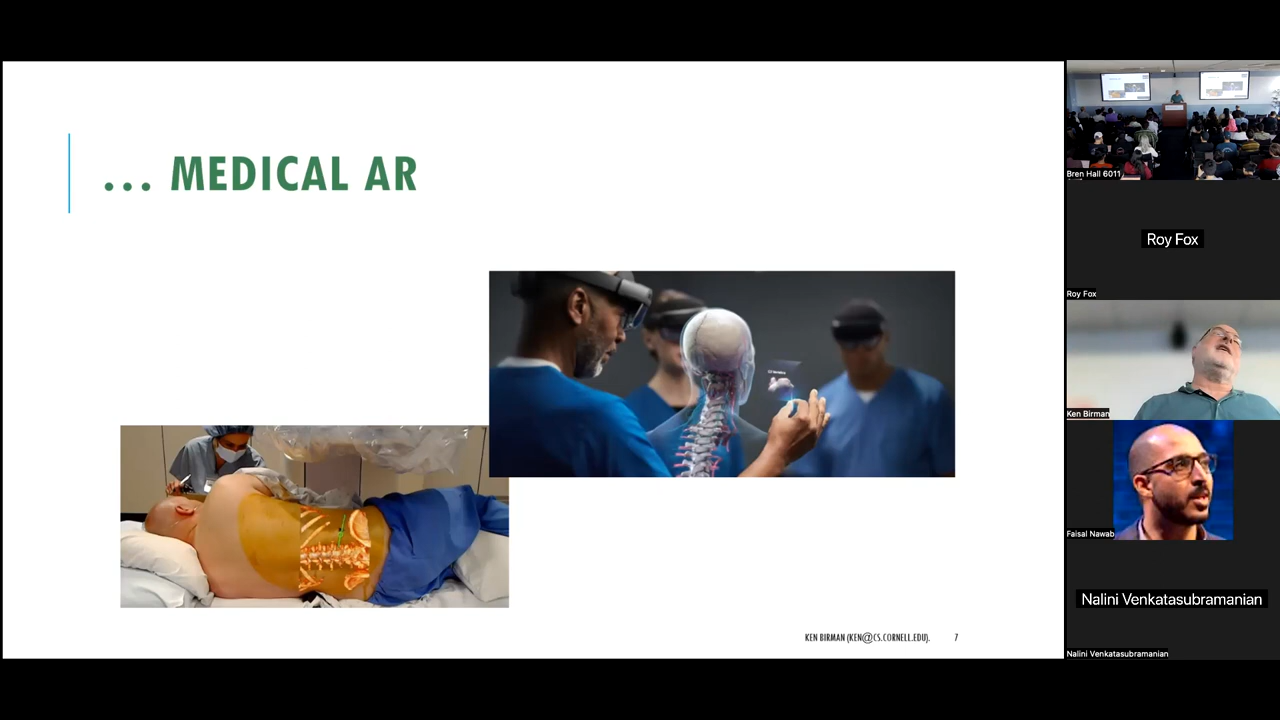 ... MEDICAL AR
KEN BIRMAN (KEN@CS.CORNELL.EDU).
7
Bren Hall 6011
Roy Fox
Roy Fox
Ken Birman
Faisal Nawab
Nalini Venkatasubramanian
Nalini Venkatasubramanian